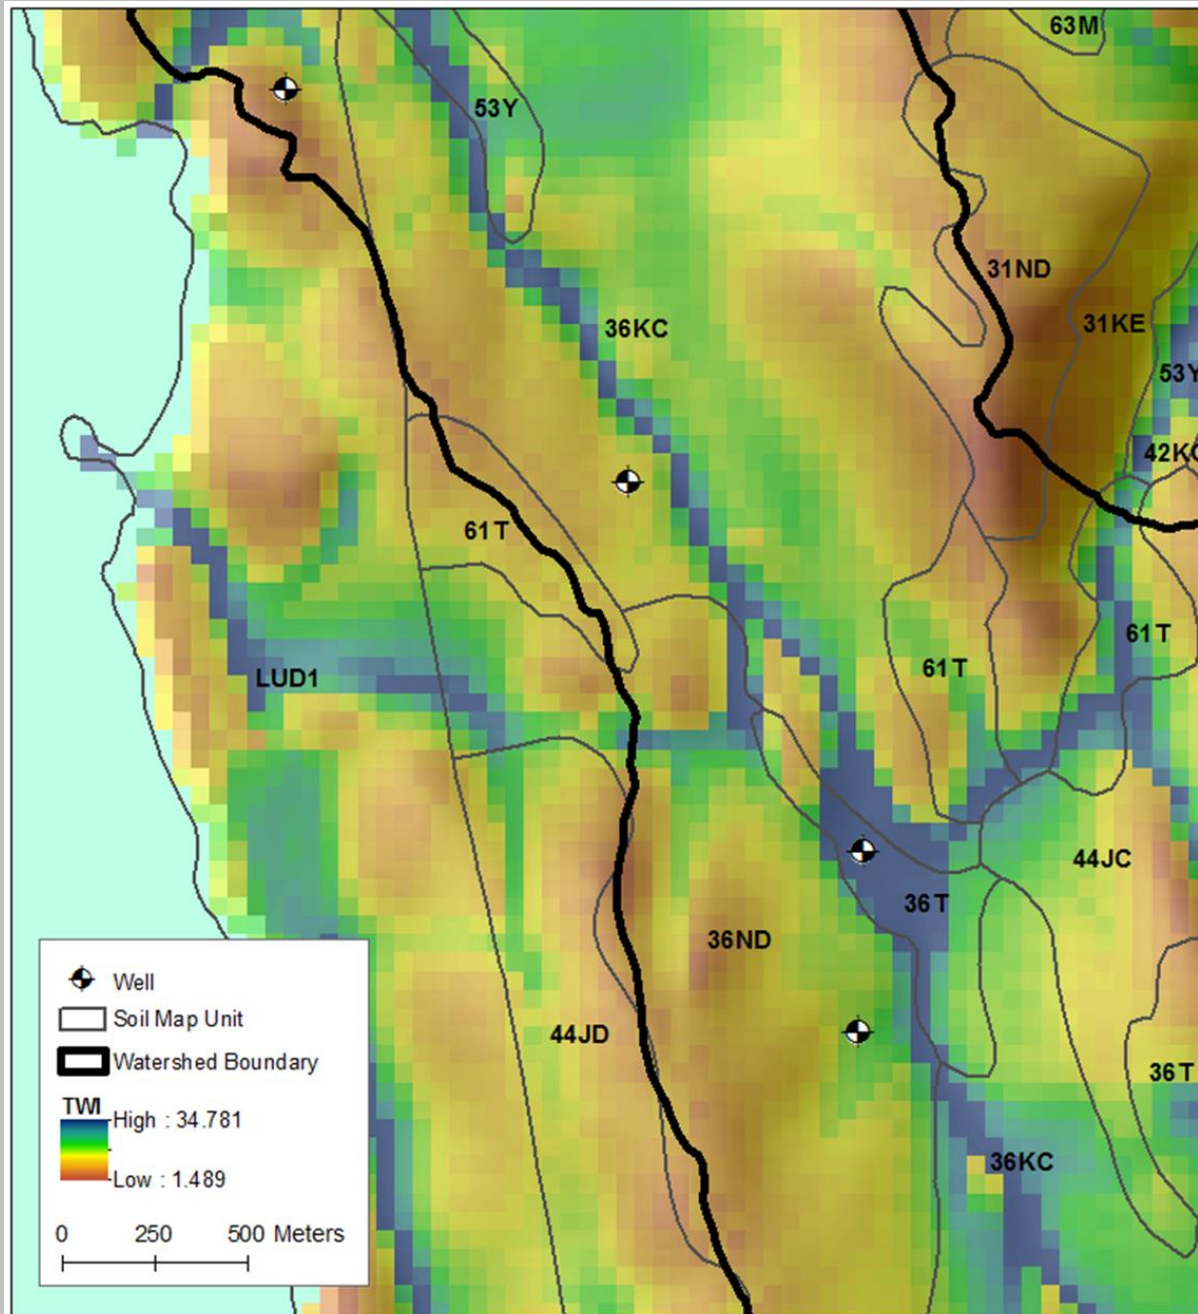 63M
53Y
31ND
36KC
31KE
53Y
42KC
61T
61T
61T
LUD1
44JC
36T
36ND
44JD
36T
36KC
Well
Soil Map Unit
Watershed Boundary
TWI
High : 34.781
Low : 1.489
0 250 500 Meters